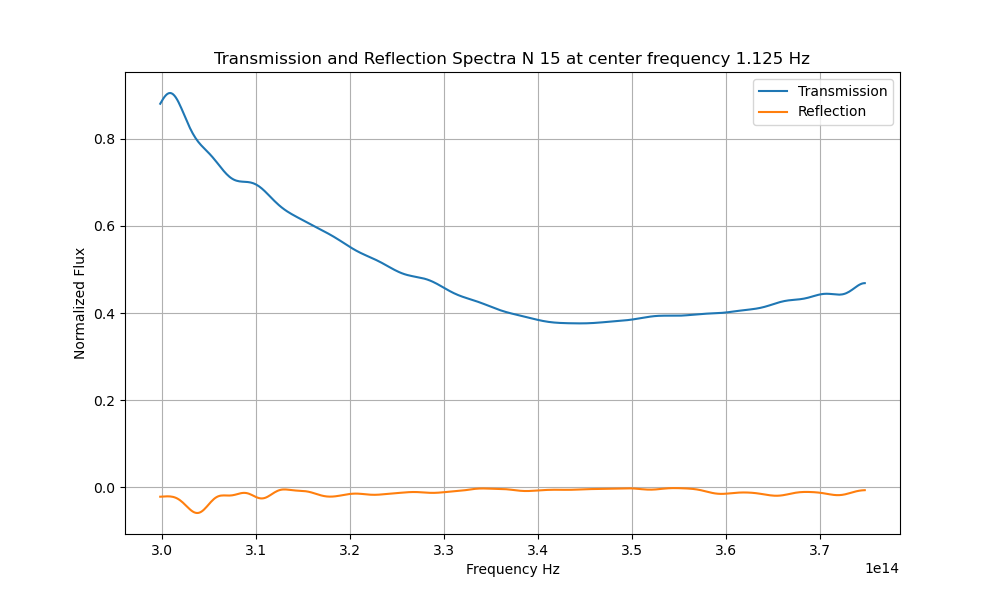 Transmission and Reflection Spectra N 15 at center frequency 1.125 Hz
Transmission
Reflection
Normalized Flux
0.8
0.6
0.4
0.2
0.0
3.0 3.1 3.2 3.3 3.4 3.5 3.6 3.7
1e14
Frequency Hz